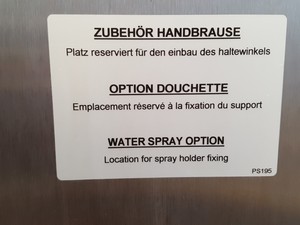 ZUBEHÖR HANDBRAUSE
Platz reserviert für den einbau des haltewinkels
OPTION DOUCHETTE
Emplacement réservé à la fixation du support
WATER SPRAY OPTION
Location for spray holder fixing
PS195